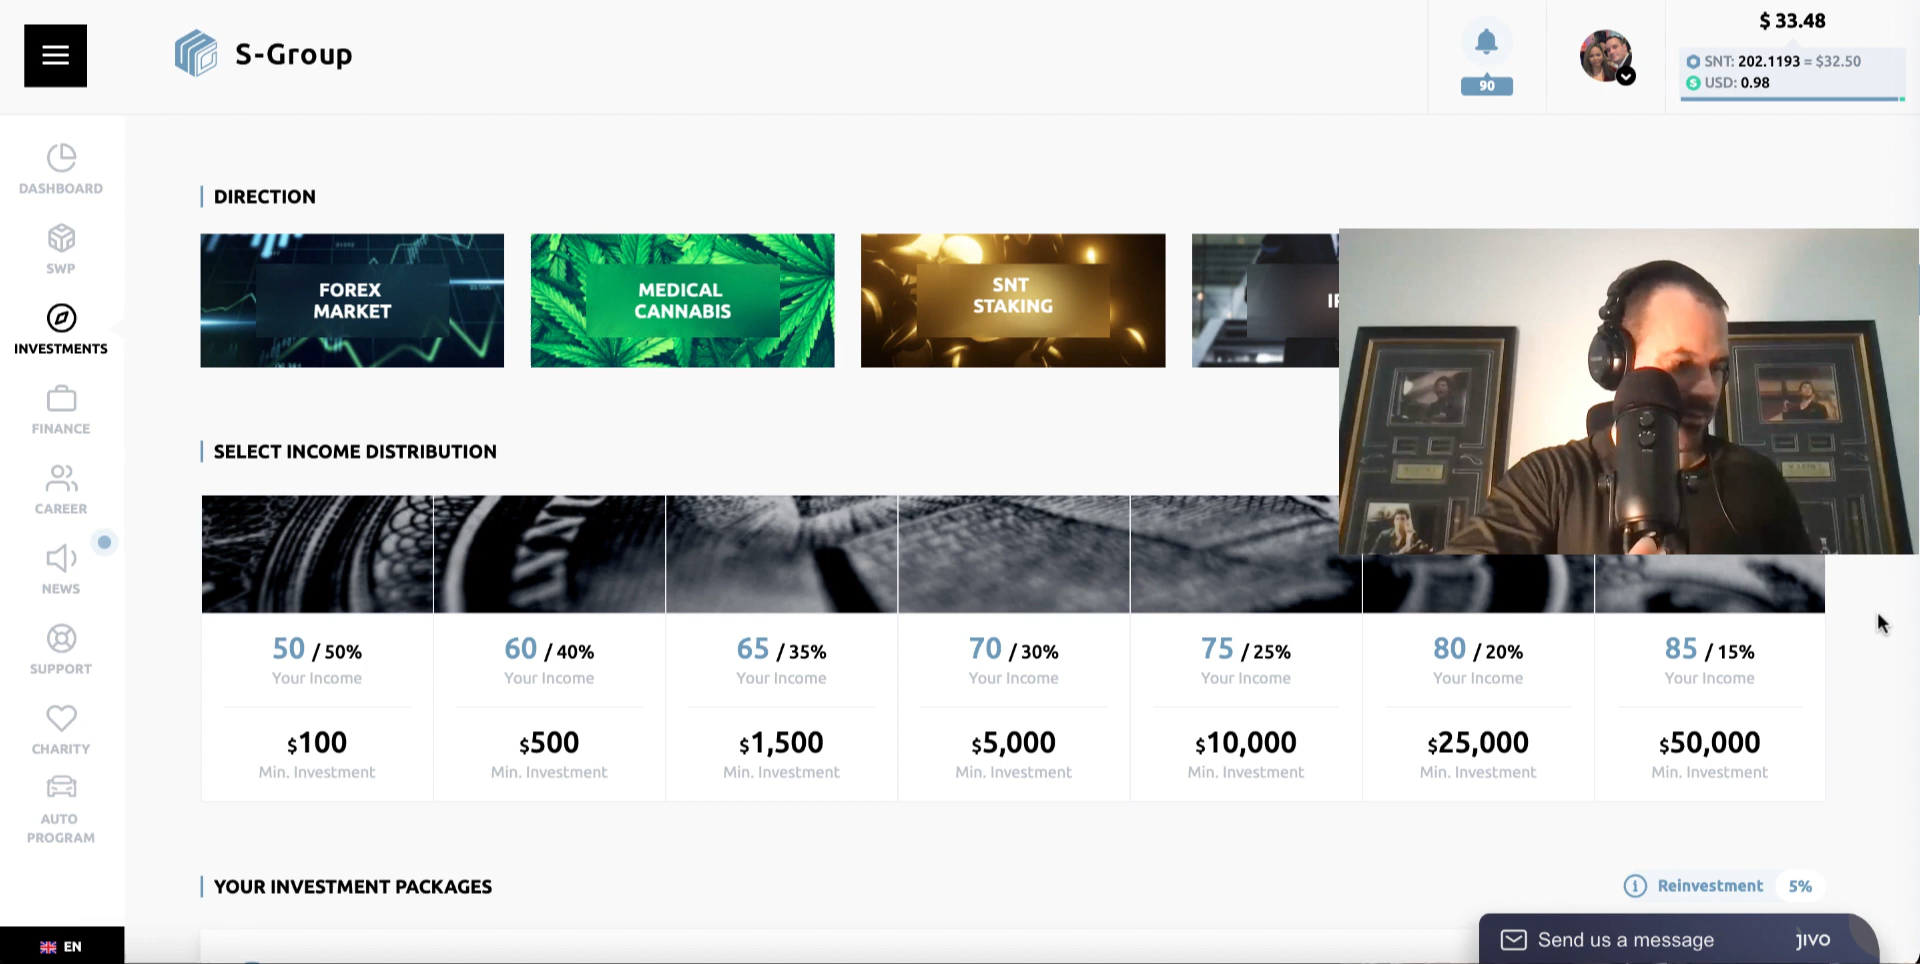 S-Group
90
$ 33.48
SNT: 202.1193 = $32.50
USD: 0.98
DASHBOARD
SWP
INVESTMENTS
FINANCE
CAREER
NEWS
SUPPORT
CHARITY
AUTO
PROGRAM
EN
DIRECTION
FOREX
MARKET
MEDICAL
CANNABIS
SNT
STAKING
SELECT INCOME DISTRIBUTION
50 / 50%
Your Income
$100
Min. Investment
60 / 40%
Your Income
$500
Min. Investment
65 / 35%
Your Income
$1,500
Min. Investment
70 / 30%
Your Income
$5,000
Min. Investment
75 / 25%
Your Income
$10,000
Min. Investment
80 / 20%
Your Income
$25,000
Min. Investment
85 / 15%
Your Income
$50,000
Min. Investment
YOUR INVESTMENT PACKAGES
Reinvestment 5%
Send us a message jivo